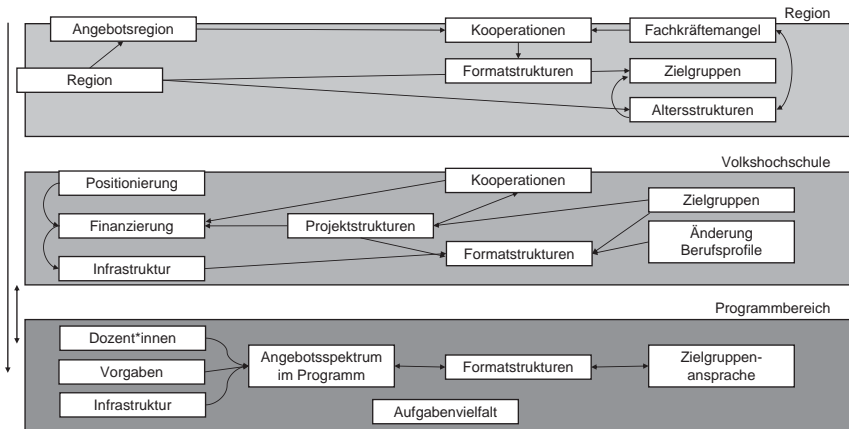 Region
Angebotsregion
Kooperationen
Fachkräftemangel
Region
Formatstrukturen
Zielgruppen
Altersstrukturen
Volkshochschule
Positionierung
Kooperationen
Zielgruppen
Finanzierung
Projektstrukturen
Änderung
Berufsprofile
Infrastruktur
Formatstrukturen
Programmbereich
Dozent*innen
Vorgaben
Infrastruktur
Angebotsspektrum
im Programm
Formatstrukturen
Zielgruppen-
ansprache
Aufgabenvielfalt